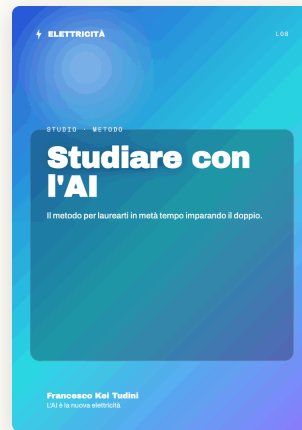 ELETTRICITÀ
L00
STUDIO · METODO
Studiare con
l'AI
Il metodo per laurearti in metà tempo imparando il doppio.
Francesco Kei Tudini
L'AI è la nuova elettricità